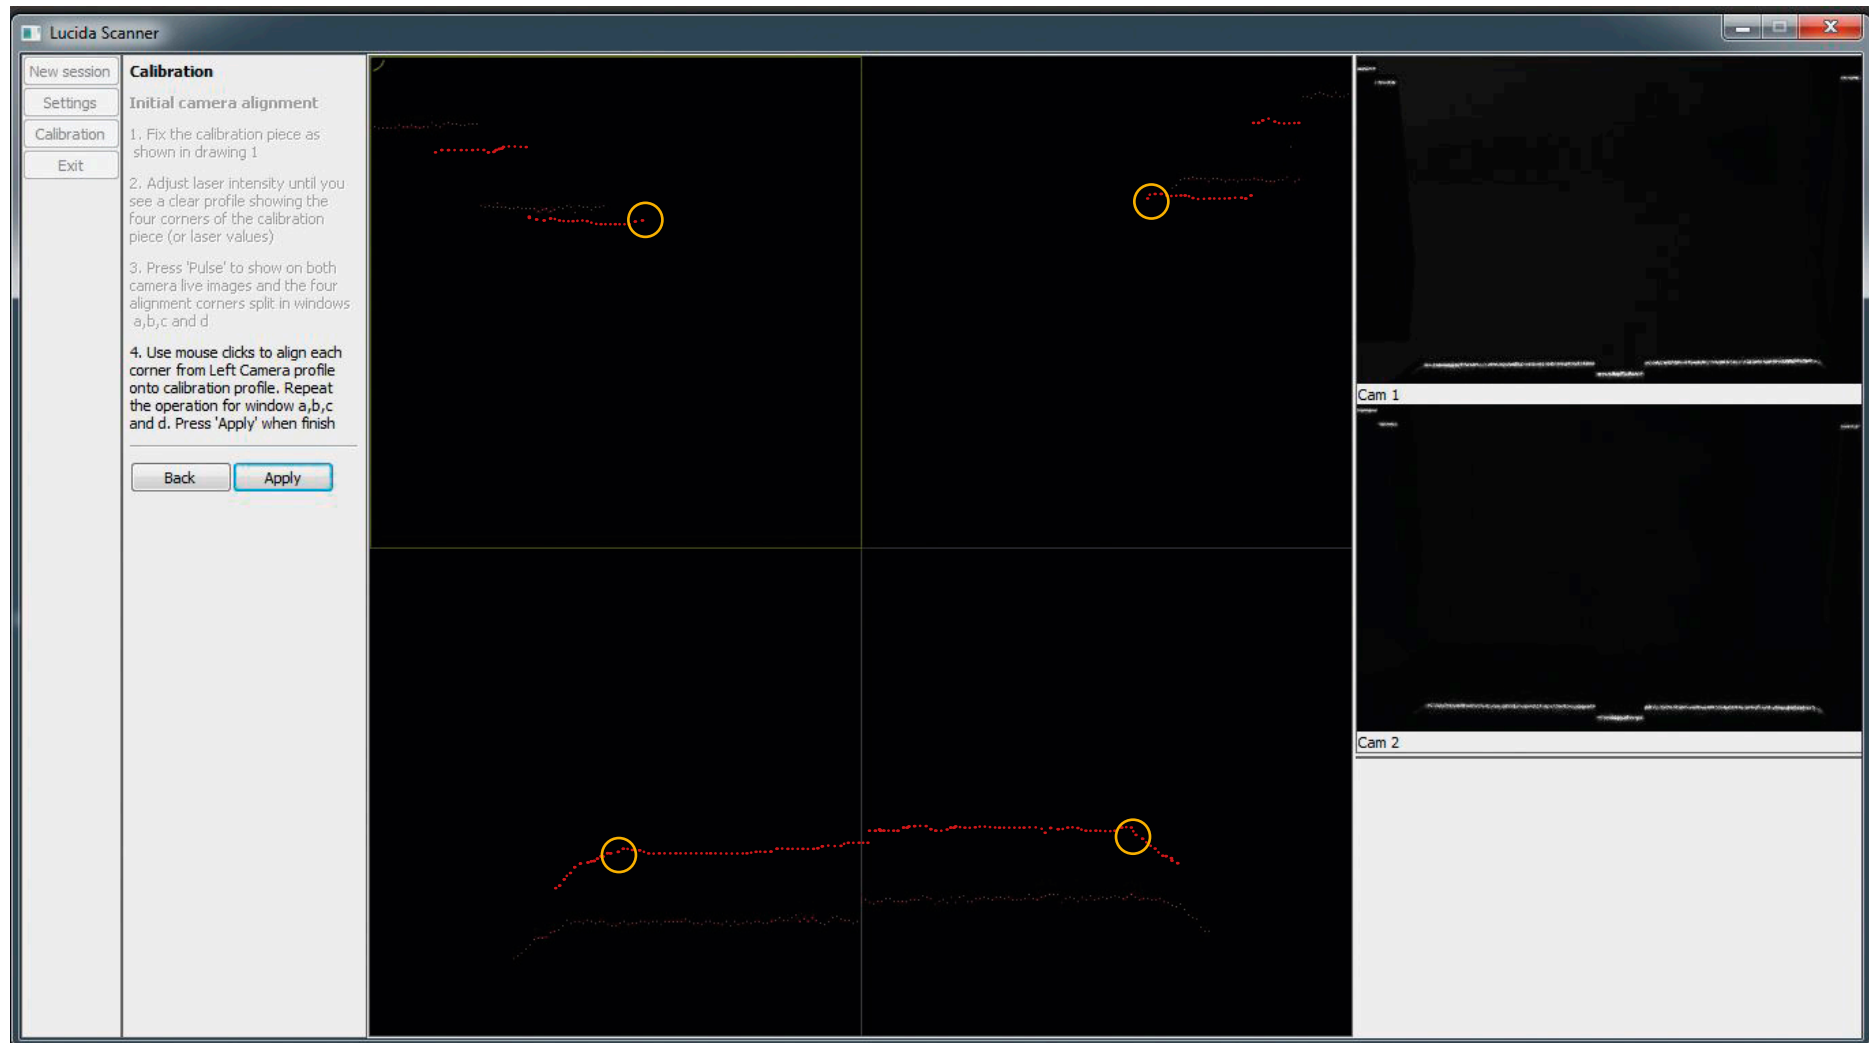 Lucida Scanner
New session
Settings
Calibration
Exit
Calibration
Initial camera alignment
1. Fix the calibration piece as
shown in drawing 1
2. Adjust laser intensity until you
see a clear profile showing the
four corners of the calibration
piece (or laser values)
3. Press 'Pulse' to show on both
camera live images and the four
alignment corners split in windows
a,b,c and d
4. Use mouse clicks to align each
corner from Left Camera profile
onto calibration profile. Repeat
the operation for window a,b,c
and d. Press 'Apply' when finish
Back
Apply
Cam 1
Cam 2